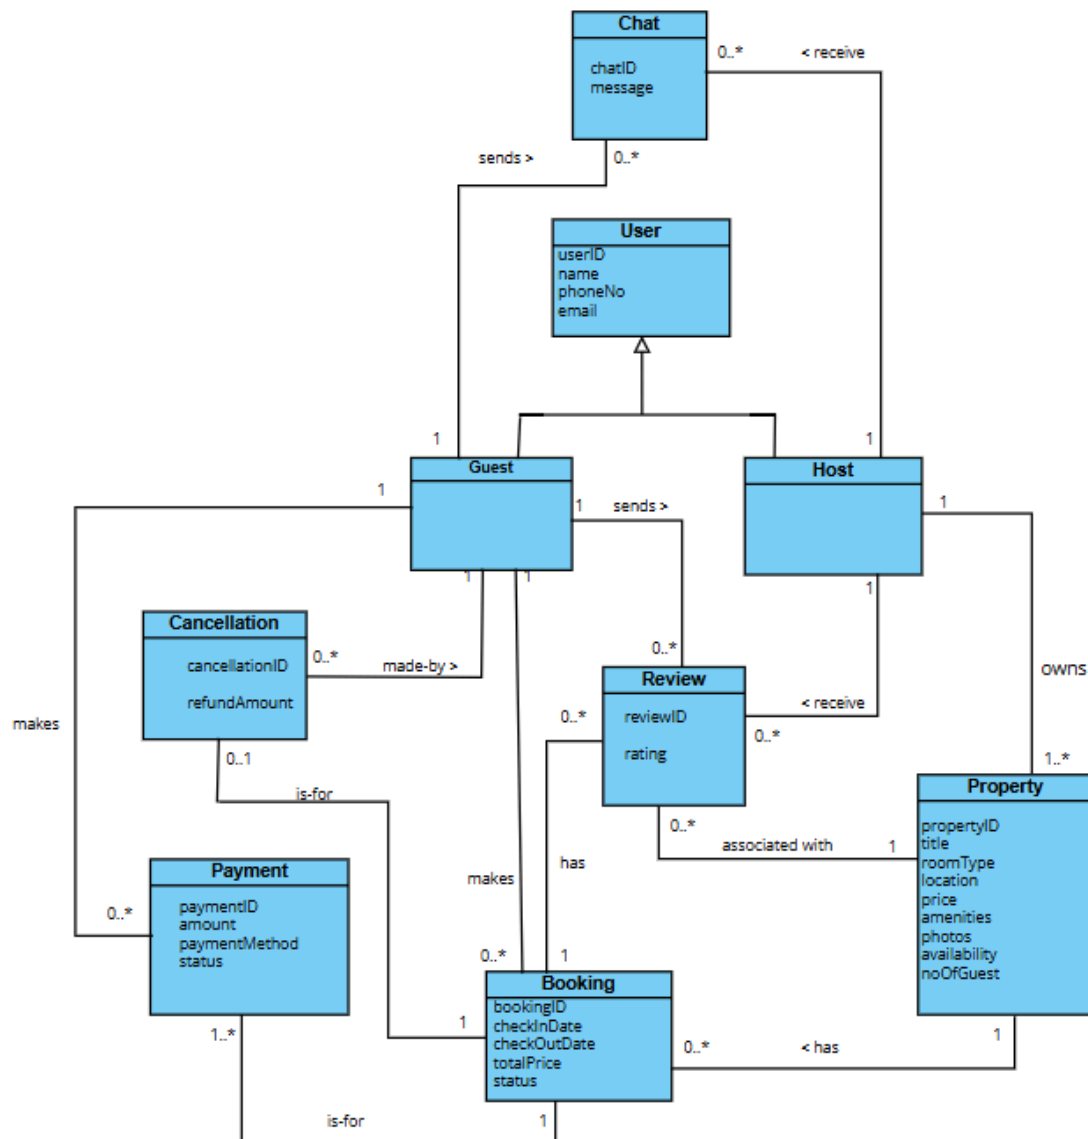 Chat
0..*
< receive
chatID
message
sends >
0..*
User
userID
name
phoneNo
email
1
1
Guest
Host
1
1
sends >
1
1
1
1
Cancellation
cancellationID
refundAmount
0..*
made-by >
0..*
Review
reviewID
rating
0..*
< receive
0..*
owns
makes
0..1
is-for
1..*
Property
propertyID
title
roomType
location
price
amenities
photos
availability
noOfGuest
0..*
associated with
1
has
makes
Payment
paymentID
amount
paymentMethod
status
0..*
0..*
1
Booking
bookingID
checkInDate
checkOutDate
totalPrice
status
1
1..*
0..*
< has
1
is-for
1